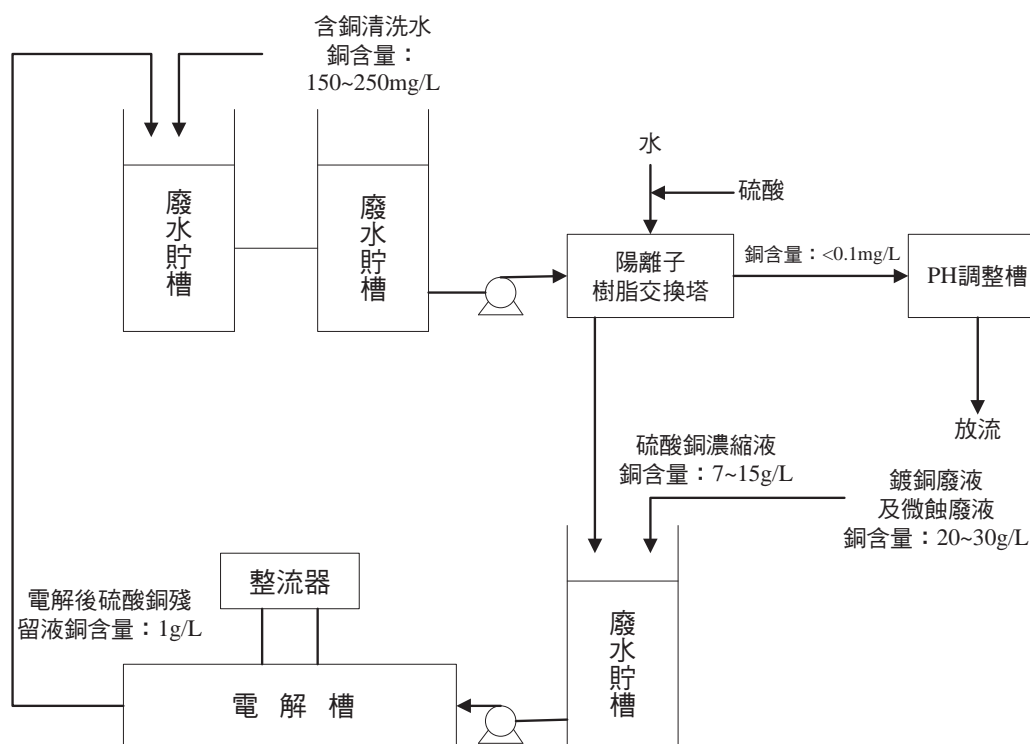 含銅清洗水
銅含量：
150~250mg/L
廢水貯槽
廢水貯槽
水
硫酸
陽離子
樹脂交換塔
銅含量：<0.1mg/L
PH調整槽
放流
硫酸銅濃縮液
銅含量：7~15g/L
鍍銅廢液
及微蝕廢液
銅含量：20~30g/L
整流器
電解後硫酸銅殘
留液銅含量：1g/L
電 解 槽
廢水貯槽